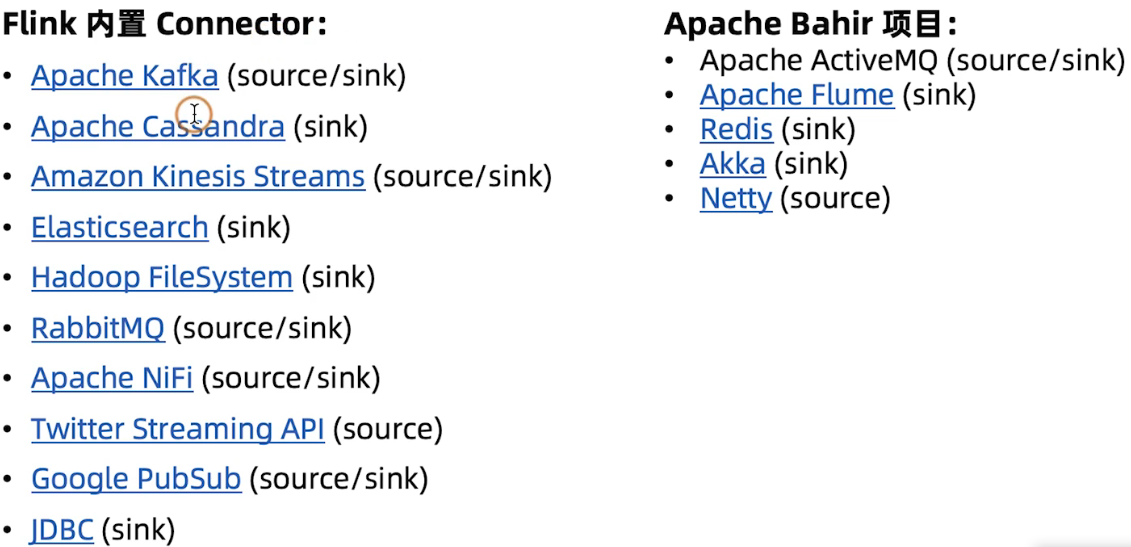 Flink 内置 Connector:
• Apache Kafka (source/sink)
• Apache Cassandra (sink)
• Amazon Kinesis Streams (source/sink)
• Elasticsearch (sink)
• Hadoop FileSystem (sink)
• RabbitMQ (source/sink)
• Apache NiFi (source/sink)
• Twitter Streaming API (source)
• Google PubSub (source/sink)
• JDBC (sink)
Apache Bahir 项目:
• Apache ActiveMQ (source/sink)
• Apache Flume (sink)
• Redis (sink)
• Akka (sink)
• Netty (source)